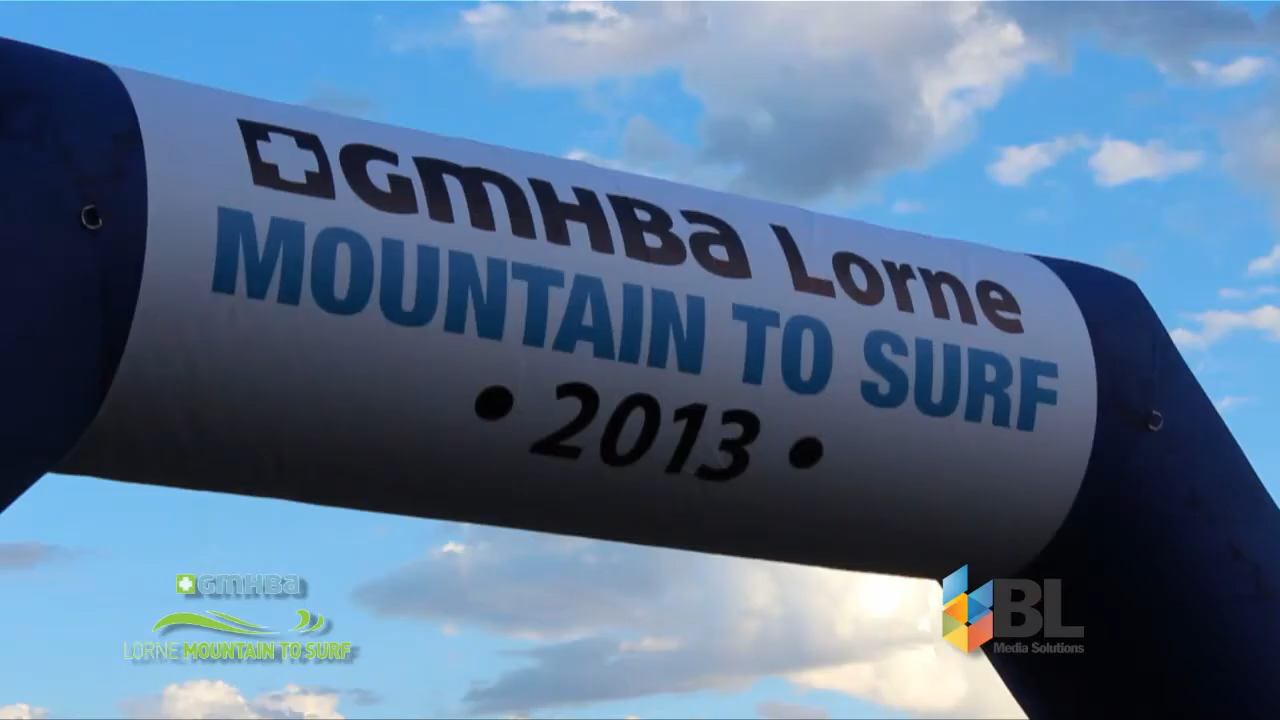 GMHBA Lorne
MOUNTAIN TO SURF
• 2013 •
GMHBA
LORNE MOUNTAIN TO SURF
BL
Media Solutions